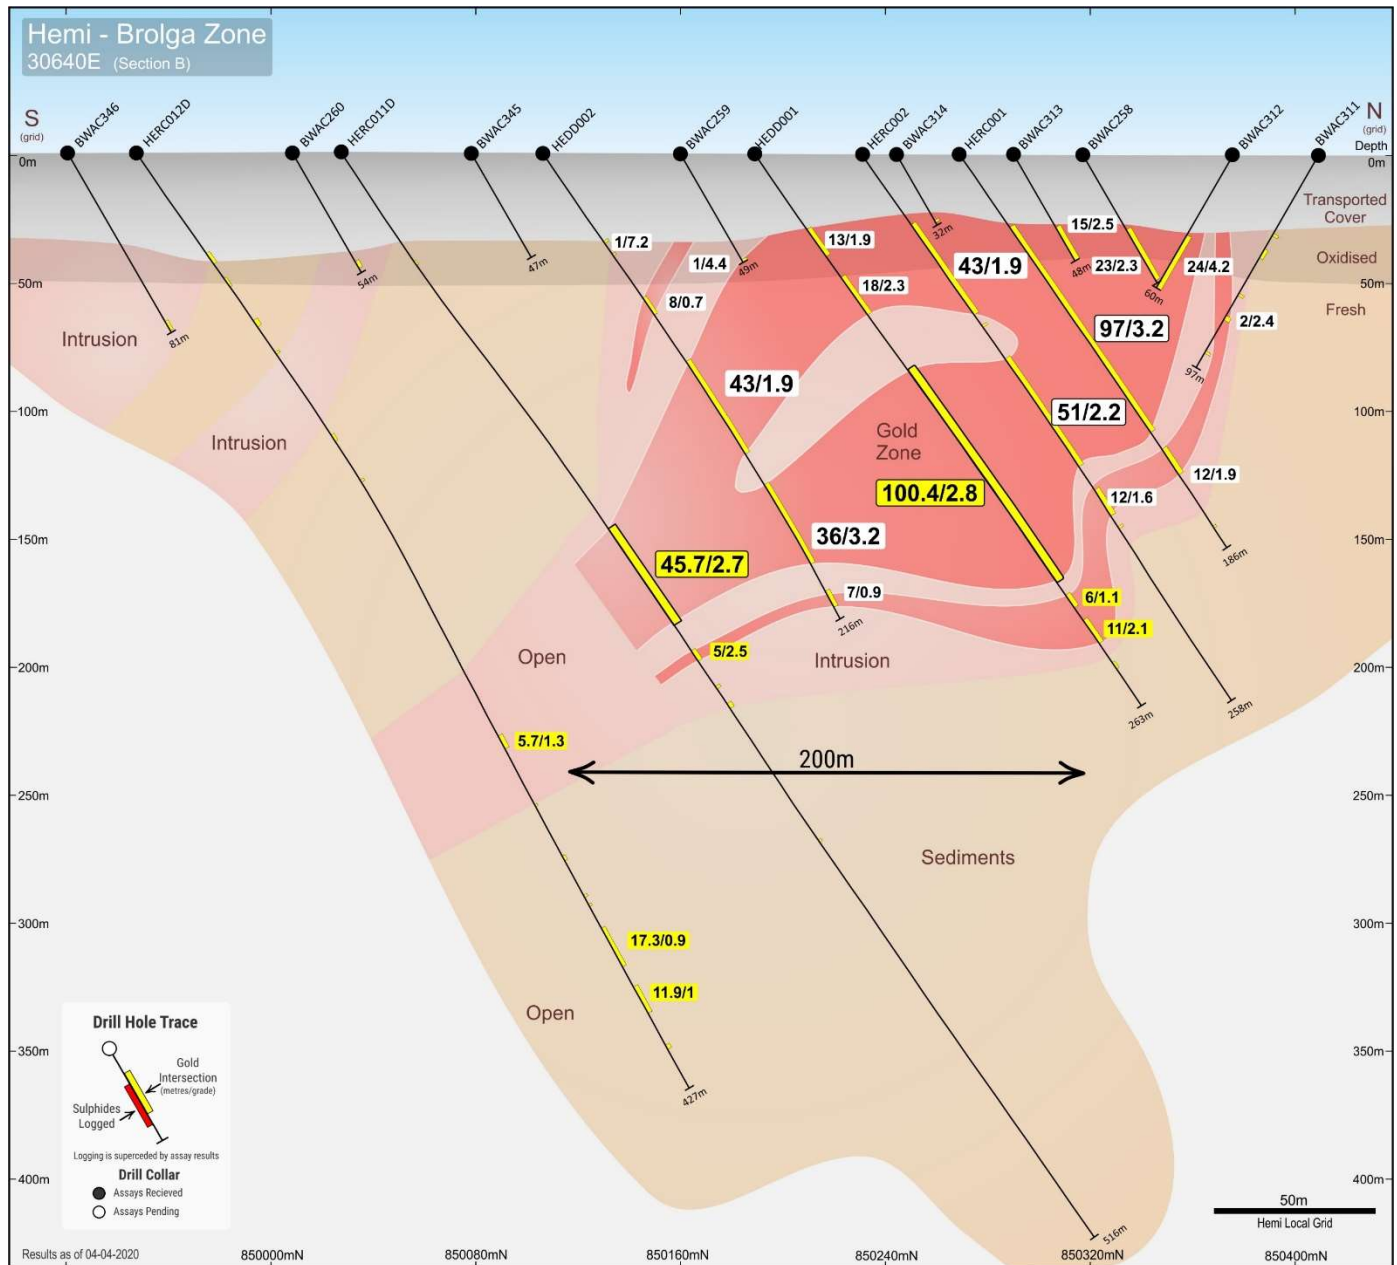 Hemi - Brolga Zone
30640E (Section B)
S
(grid)
BWAC346
HERC012D
BWAC260
HERC011D
BWAC345
HEDD002
BWAC259
HEDD001
HERC002
BWAC314
HERC001
BWAC313
BWAC258
BWAC312
BWAC311
N
(grid)
Depth
0m
0m
Transported
Cover
32m
15/2.5
1/7.2
13/1.9
1/4.4
47m
49m
54m
43/1.9
48m
23/2.3
24/4.2
Oxidised
50m
50m
60m
8/0.7
18/2.3
Fresh
2/2.4
97/3.2
Intrusion
81m
97m
43/1.9
100m
100m
51/2.2
Intrusion
Gold
Zone
12/1.9
100.4/2.8
12/1.6
150m
150m
36/3.2
186m
45.7/2.7
7/0.9
6/1.1
216m
11/2.1
5/2.5
Open
Intrusion
200m
200m
263m
258m
5.7/1.3
200m
250m
250m
Sediments
300m
300m
17.3/0.9
11.9/1
Open
350m
350m
427m
400m
400m
516m
Drill Hole Trace
Gold
Intersection
(metres/grade)
Sulphides
Logged
Logging is superceded by assay results
Drill Collar
Assays Recieved
Assays Pending
50m
Hemi Local Grid
Results as of 04-04-2020
850000mN
850080mN
850160mN
850240mN
850320mN
850400mN